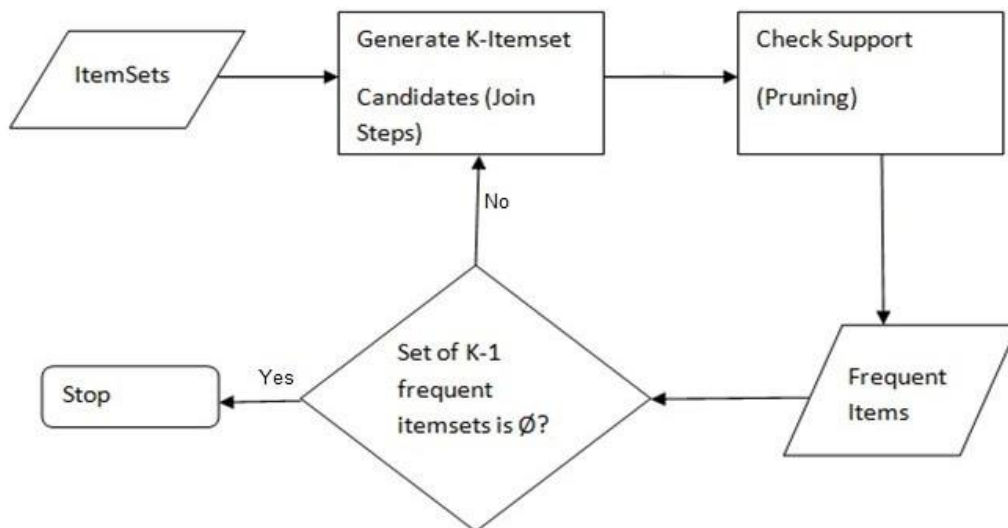 ItemSets
Generate K-Itemset
Candidates (Join
Steps)
Check Support
(Pruning)
No
Set of K-1
frequent
itemsets is Ø?
Yes
Stop
Frequent
Items